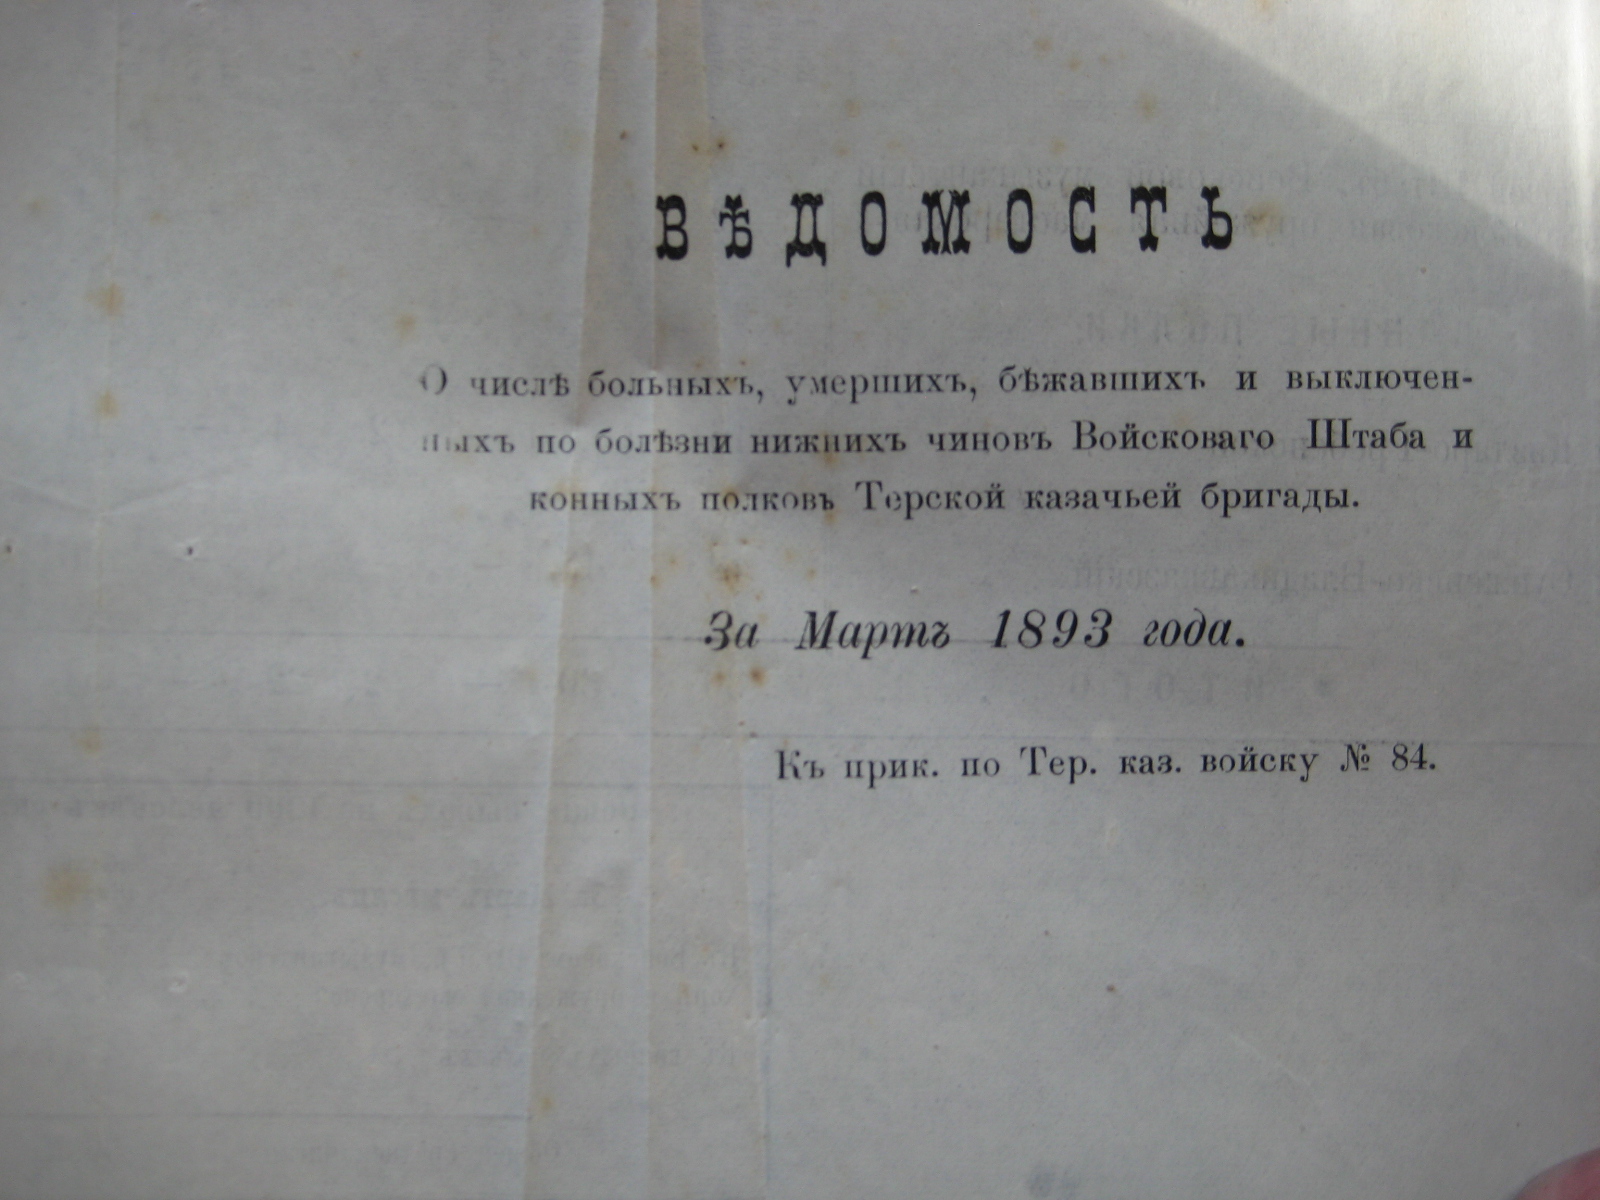 ВѢДОМОСТЬ
О числѣ больныхъ, умершихъ, бѣжавшихъ и выключен-
ныхъ по болѣзни нижнихъ чиновъ Войсковаго Штаба и
конныхъ полковъ Терской казачьей бригады.
За Мартъ 1893 года.
Къ прик. по Тер. каз. войску № 84.